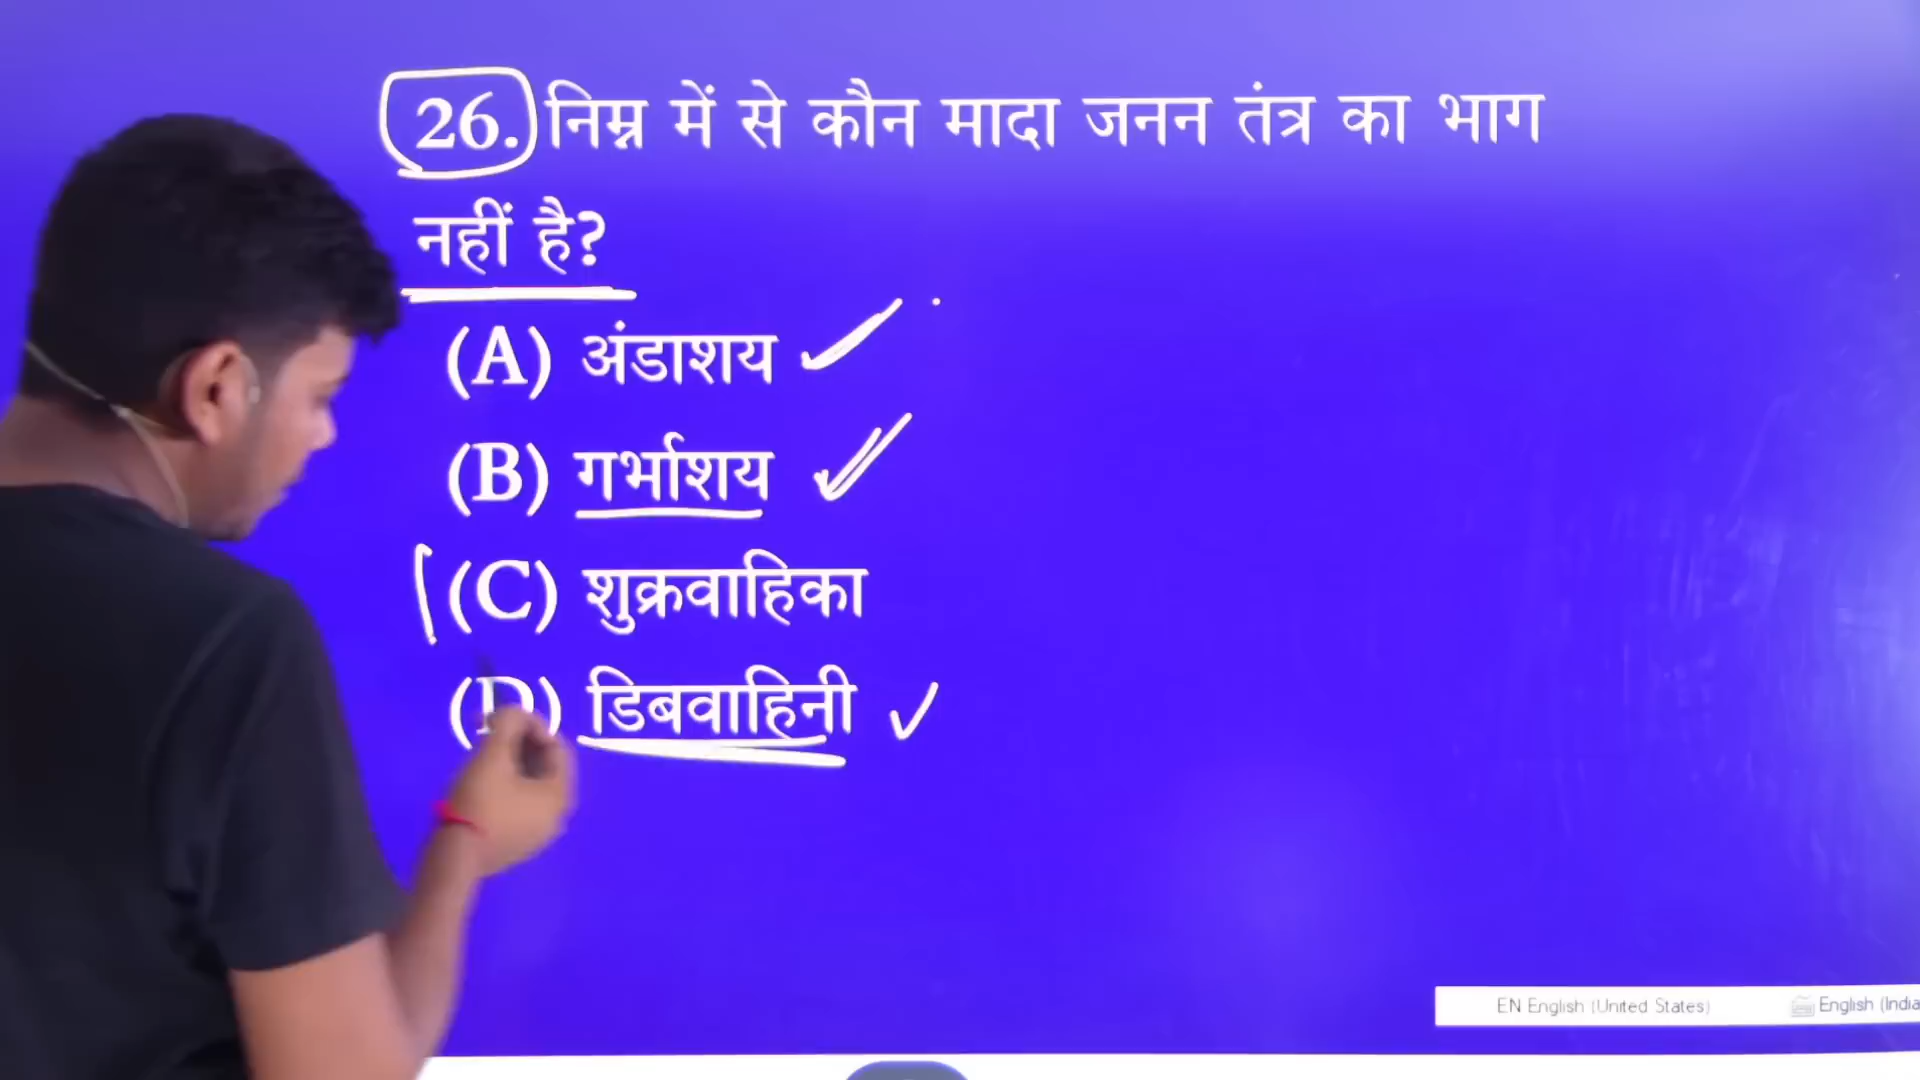 26. निम्न में से कौन मादा जनन तंत्र का भाग
नहीं है?
(A) अंडाशय
(B) गर्भाशय
(C) शुक्रवाहिका
(D) डिबवाहिनी
EN English (United States)
English (India